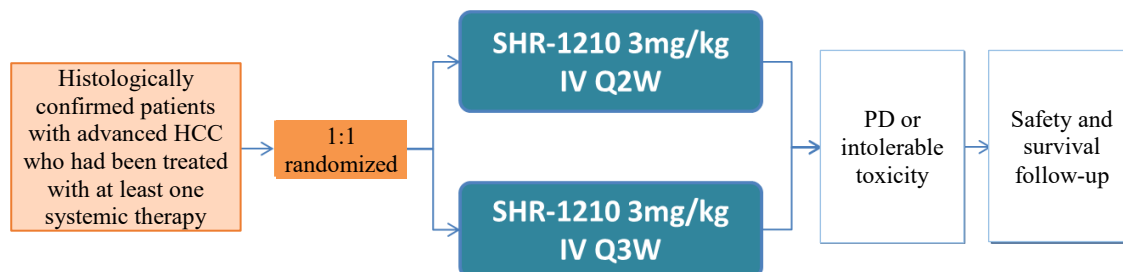 Histologically
confirmed patients
with advanced HCC
who had been treated
with at least one
systemic therapy
1:1
randomized
SHR-1210 3mg/kg
IV Q2W
SHR-1210 3mg/kg
IV Q3W
PD or
intolerable
toxicity
Safety and
survival
follow-up